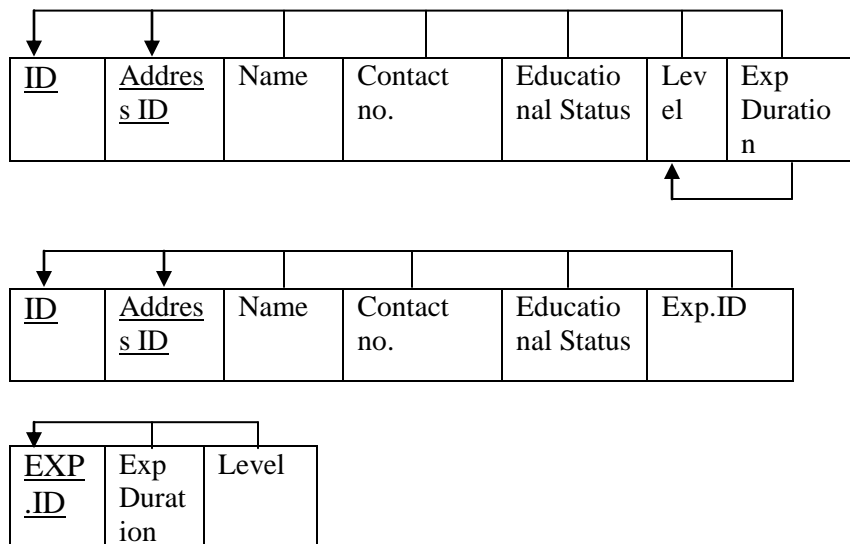 ID Addres Name Contact Educatio Lev Exp
s ID no. nal Status el Duratio
n
ID Addres Name Contact Educatio Exp.ID
s ID no. nal Status
EXP Exp Level
.ID Durat
ion